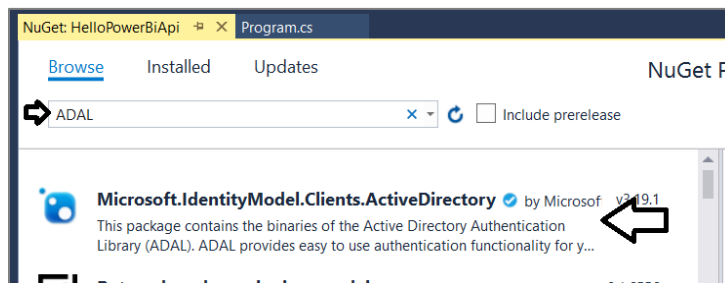 NuGet: HelloPowerBiApi
Program.cs
Browse Installed Updates
NuGet P
ADAL
Include prerelease
Microsoft.IdentityModel.Clients.ActiveDirectory by Microsof v3.19.1
This package contains the binaries of the Active Directory Authentication
Library (ADAL). ADAL provides easy to use authentication functionality for y...